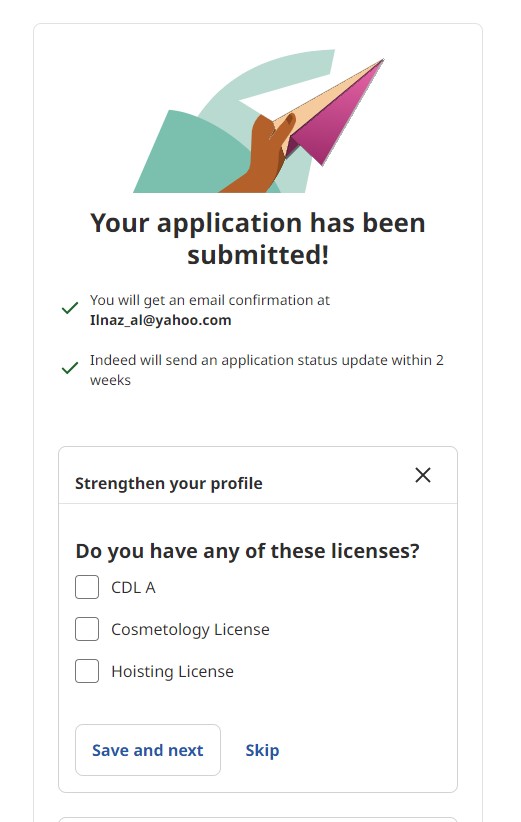 Your application has been
submitted!
You will get an email confirmation at
Ilnaz_al@yahoo.com
Indeed will send an application status update within 2
weeks
Strengthen your profile
Do you have any of these licenses?
CDL A
Cosmetology License
Hoisting License
Save and next
Skip